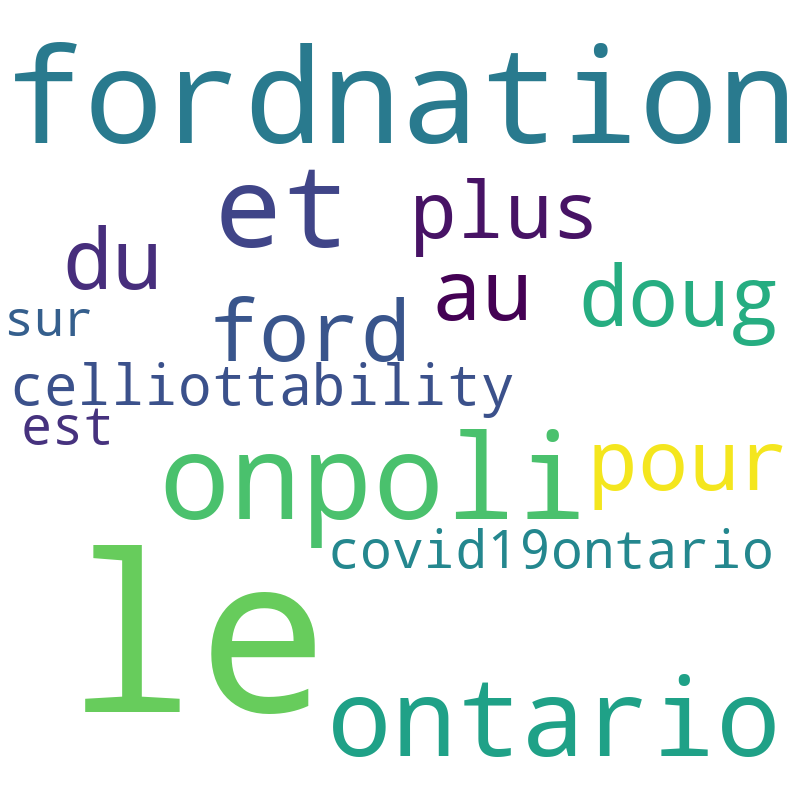 fordnation
et plus
du au doug
sur ford
celliottability
est
onpoli pour
covid19ontario
le
ontario